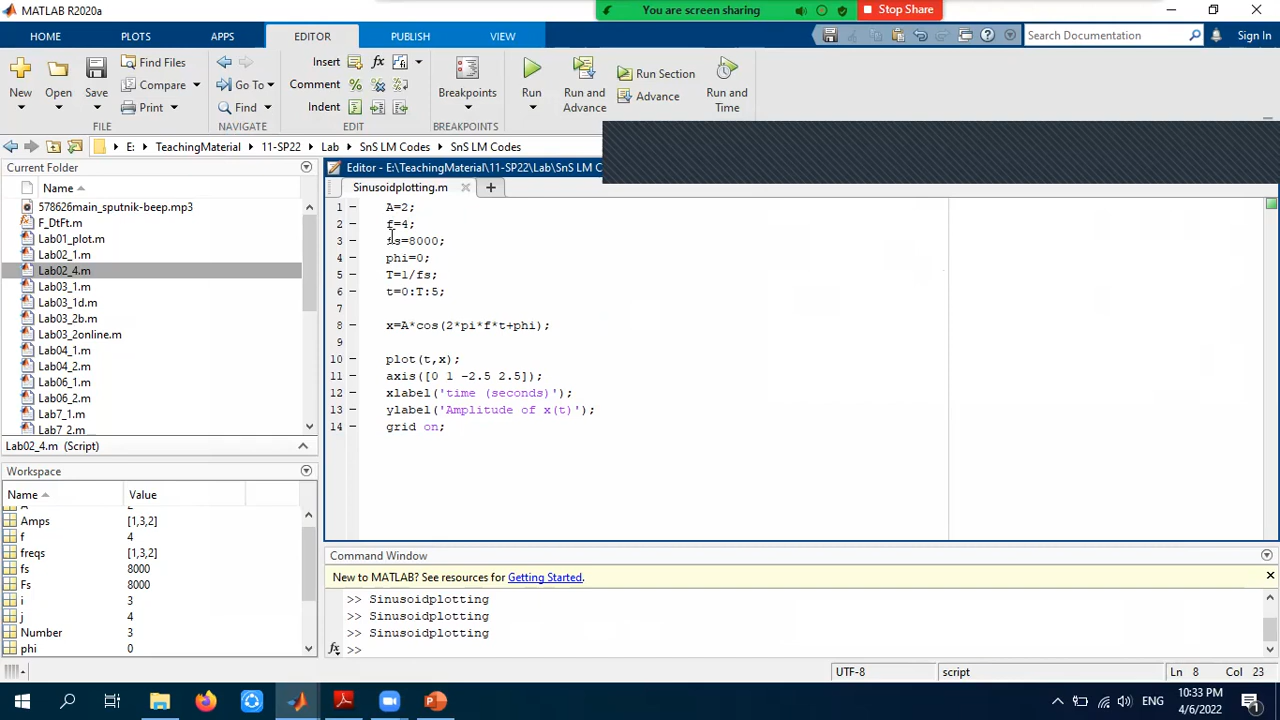 MATLAB R2020a
You are screen sharing
Stop Share
HOME PLOTS APPS EDITOR PUBLISH VIEW
Search Documentation
Sign In
New Open Save
Find Files
Compare
Print
Go To
Find
Insert
Comment
Indent
Breakpoints
Run
Run and Advance
Run Section
Advance
Run and Time
FILE NAVIGATE EDIT BREAKPOINTS RUN
E: TeachingMaterial 11-SP22 Lab SnS LM Codes SnS LM Codes
Current Folder
Name
578626main_sputnik-beep.mp3
F_DtFt.m
Lab01_plot.m
Lab02_1.m
Lab02_4.m
Lab03_1.m
Lab03_1d.m
Lab03_2b.m
Lab03_2online.m
Lab04_1.m
Lab04_2.m
Lab06_1.m
Lab06_2.m
Lab7_1.m
Lab7_2.m
Lab02_4.m (Script)
Workspace
Name Value
Amps [1,3,2]
f 4
freqs [1,3,2]
fs 8000
Fs 8000
i 3
j 4
Number 3
phi 0
Editor - E:\TeachingMaterial\11-SP22\Lab\SnS LM C
Sinusoidplotting.m
1 A=2;
2 f=4;
3 fs=8000;
4 phi=0;
5 T=1/fs;
6 t=0:T:5;
7
8 x=A*cos(2*pi*f*t+phi);
9
10 plot(t,x);
11 axis([0 1 -2.5 2.5]);
12 xlabel('time (seconds)');
13 ylabel('Amplitude of x(t)');
14 grid on;
Command Window
New to MATLAB? See resources for Getting Started.
>> Sinusoidplotting
>> Sinusoidplotting
>> Sinusoidplotting
fx >>
UTF-8 script Ln 8 Col 23
ENG
10:33 PM
4/6/2022